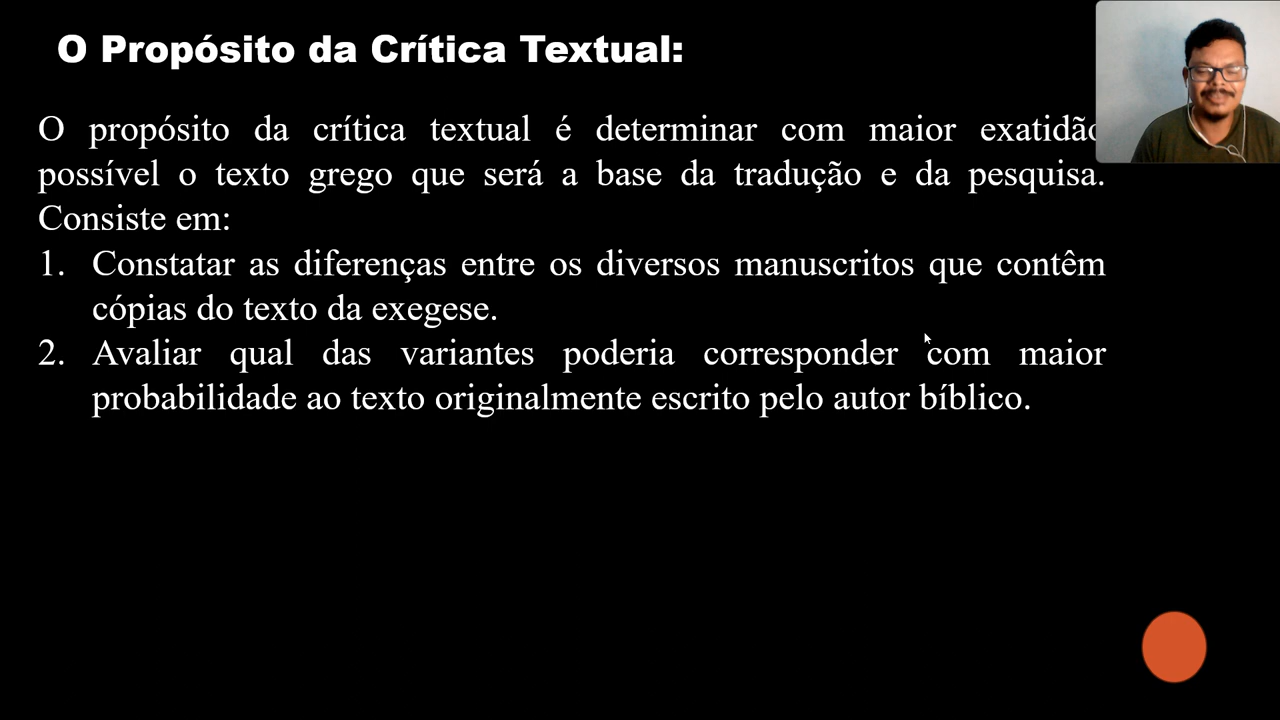 O Propósito da Crítica Textual:
O propósito da crítica textual é determinar com maior exatidão
possível o texto grego que será a base da tradução e da pesquisa.
Consiste em:
1. Constatar as diferenças entre os diversos manuscritos que contêm
cópias do texto da exegese.
2. Avaliar qual das variantes poderia corresponder com maior
probabilidade ao texto originalmente escrito pelo autor bíblico.